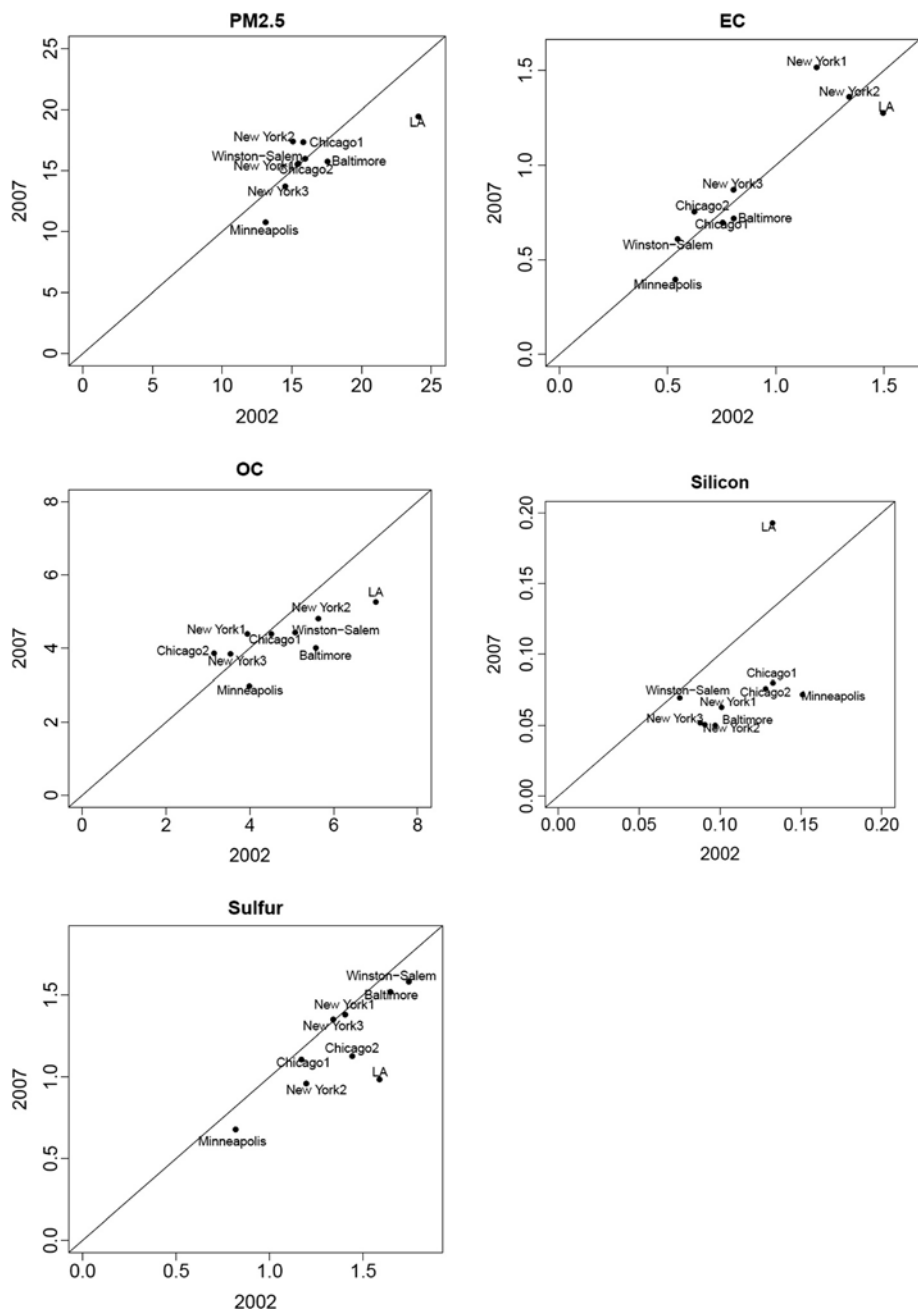 PM2.5
25
20
15
10
5
0
2007
New York2
Chicago1
LA
Winston-Salem
New York1
Chicago2
Baltimore
New York3
Minneapolis
0 5 10 15 20 25
2002
EC
1.5
1.0
0.5
0.0
2007
New York1
New York2
LA
New York3
Chicago2
Chicago1
Baltimore
Winston-Salem
Minneapolis
0.0 0.5 1.0 1.5
2002
OC
8
6
4
2
0
2007
LA
New York2
New York1
Winston-Salem
Chicago1
Chicago2
New York3
Baltimore
Minneapolis
0 2 4 6 8
2002
Silicon
0.20
0.15
0.10
0.05
0.00
2007
LA
Chicago1
Winston-Salem
Chicago2
Minneapolis
New York1
New York3
Baltimore
New York2
0.00 0.05 0.10 0.15 0.20
2002
Sulfur
1.5
1.0
0.5
0.0
2007
Winston-Salem
Baltimore
New York1
New York3
Chicago2
Chicago1
LA
New York2
Minneapolis
0.0 0.5 1.0 1.5
2002